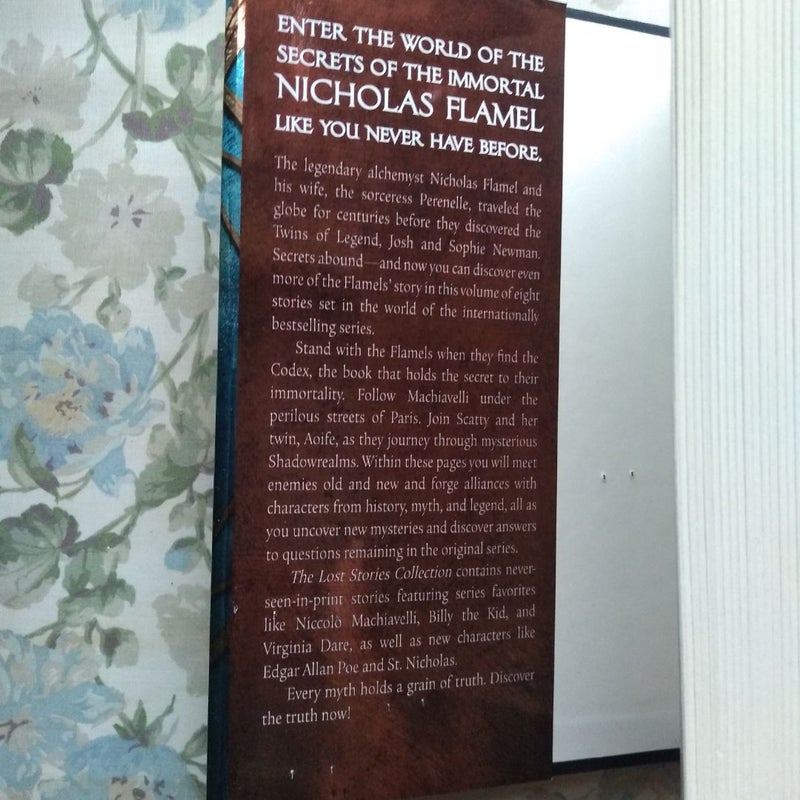 ENTER THE WORLD OF THE
SECRETS OF THE IMMORTAL
NICHOLAS FLAMEL
LIKE YOU NEVER HAVE BEFORE.
The legendary alchemyst Nicholas Flamel and
his wife, the sorceress Perenelle, traveled the
globe for centuries before they discovered the
Twins of Legend, Josh and Sophie Newman.
Secrets abound—and now you can discover even
more of the Flamels' story in this volume of eight
stories set in the world of the internationally
bestselling series.
Stand with the Flamels when they find the
Codex, the book that holds the secret to their
immortality. Follow Machiavelli under the
perilous streets of Paris. Join Scatty and her
twin, Aoife, as they journey through mysterious
Shadowrealms. Within these pages you will meet
enemies old and new and forge alliances with
characters from history, myth, and legend, all as
you uncover new mysteries and discover answers
to questions remaining in the original series.
The Lost Stories Collection contains never-
seen-in-print stories featuring series favorites
like Niccolò Machiavelli, Billy the Kid, and
Virginia Dare, as well as new characters like
Edgar Allan Poe and St. Nicholas.
Every myth holds a grain of truth. Discover
the truth now!